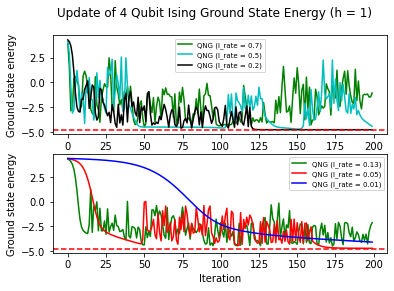 Update of 4 Qubit Ising Ground State Energy (h = 1)
Ground state energy
2.5
0.0
−2.5
−5.0
QNG (l_rate = 0.7)
QNG (l_rate = 0.5)
QNG (l_rate = 0.2)
0 25 50 75 100 125 150 175 200
Ground state energy
2.5
0.0
−2.5
−5.0
QNG (l_rate = 0.13)
QNG (l_rate = 0.05)
QNG (l_rate = 0.01)
0 25 50 75 100 125 150 175 200
Iteration